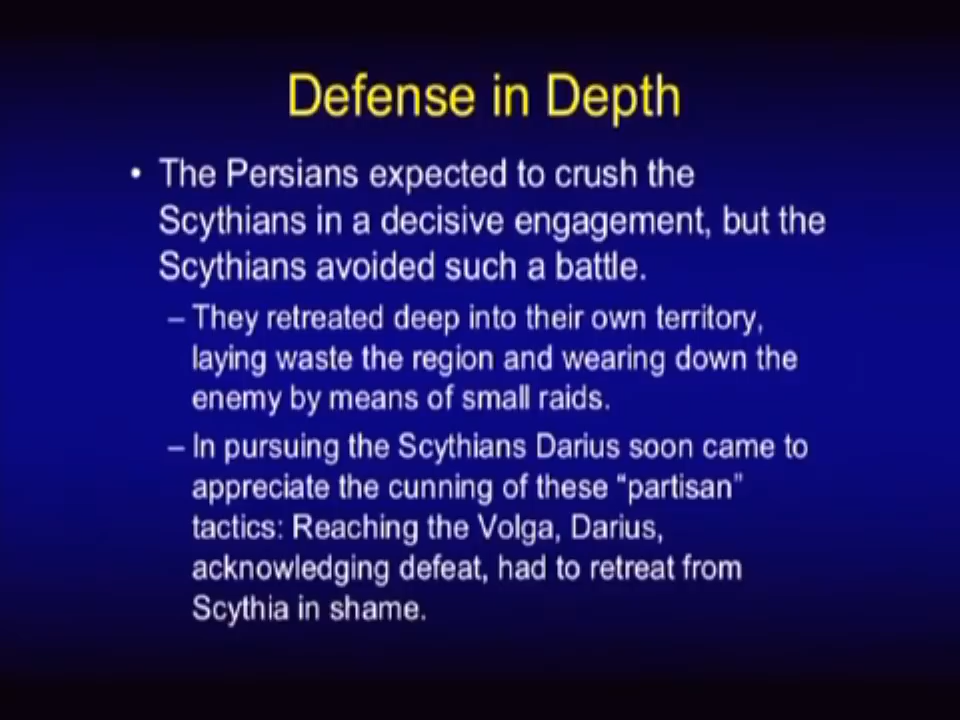 Defense in Depth
• The Persians expected to crush the
Scythians in a decisive engagement, but the
Scythians avoided such a battle.
– They retreated deep into their own territory,
laying waste the region and wearing down the
enemy by means of small raids.
– In pursuing the Scythians Darius soon came to
appreciate the cunning of these “partisan”
tactics: Reaching the Volga, Darius,
acknowledging defeat, had to retreat from
Scythia in shame.